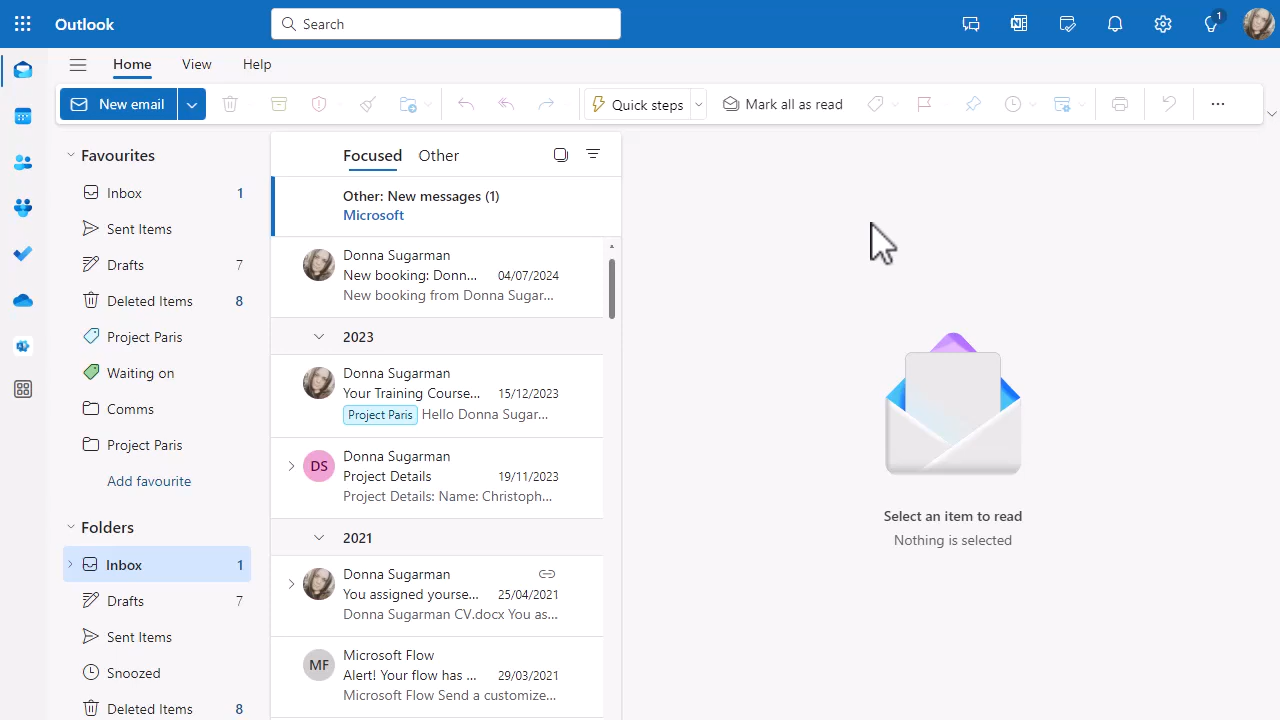 Outlook
Search
1
Home
View
Help
New email
Quick steps
Mark all as read
Favourites
Inbox 1
Sent Items
Drafts 7
Deleted Items 8
Project Paris
Waiting on
Comms
Project Paris
Add favourite
Folders
Inbox 1
Drafts 7
Sent Items
Snoozed
Deleted Items 8
Focused
Other
Other: New messages (1)
Microsoft
Donna Sugarman
New booking: Donn... 04/07/2024
New booking from Donna Sugar...
2023
Donna Sugarman
Your Training Course... 15/12/2023
Project Paris Hello Donna Sugar...
DS
Donna Sugarman
Project Details 19/11/2023
Project Details: Name: Christoph...
2021
Donna Sugarman
You assigned yourse... 25/04/2021
Donna Sugarman CV.docx You as...
MF
Microsoft Flow
Alert! Your flow has ... 29/03/2021
Microsoft Flow Send a customize...
Select an item to read
Nothing is selected